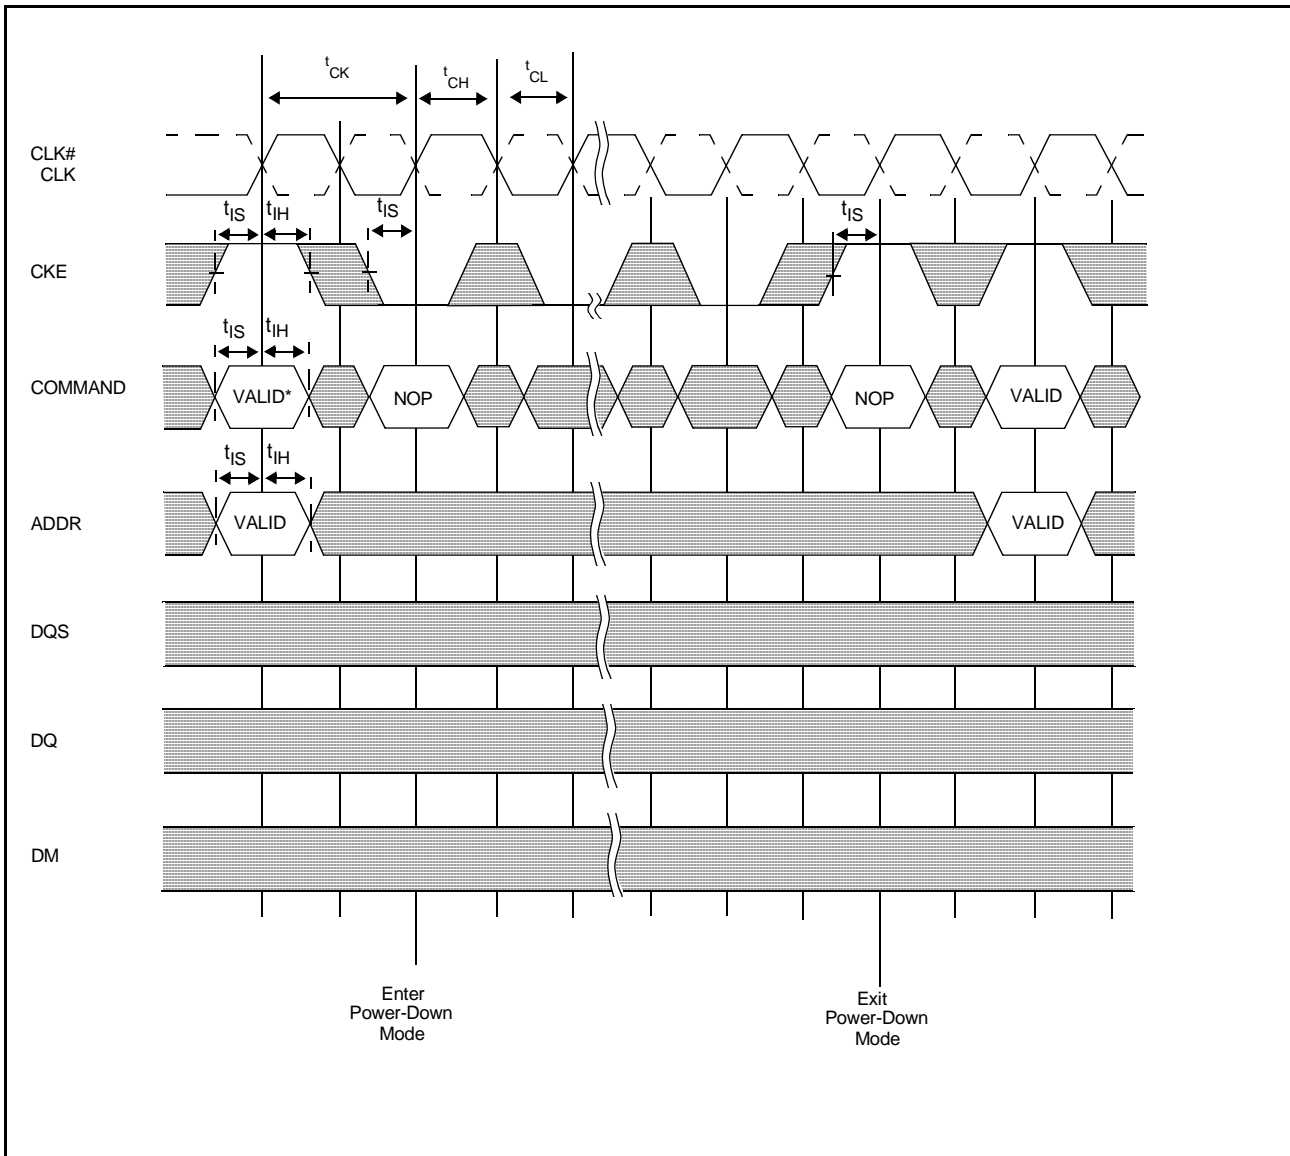 tCK
tCH
tCL
CLK#
CLK
tIS
tIH
tIS
tIS
CKE
tIS
tIH
COMMAND
VALID*
NOP
NOP
VALID
tIS
tIH
ADDR
VALID
VALID
DQS
DQ
DM
Enter
Power-Down
Mode
Exit
Power-Down
Mode